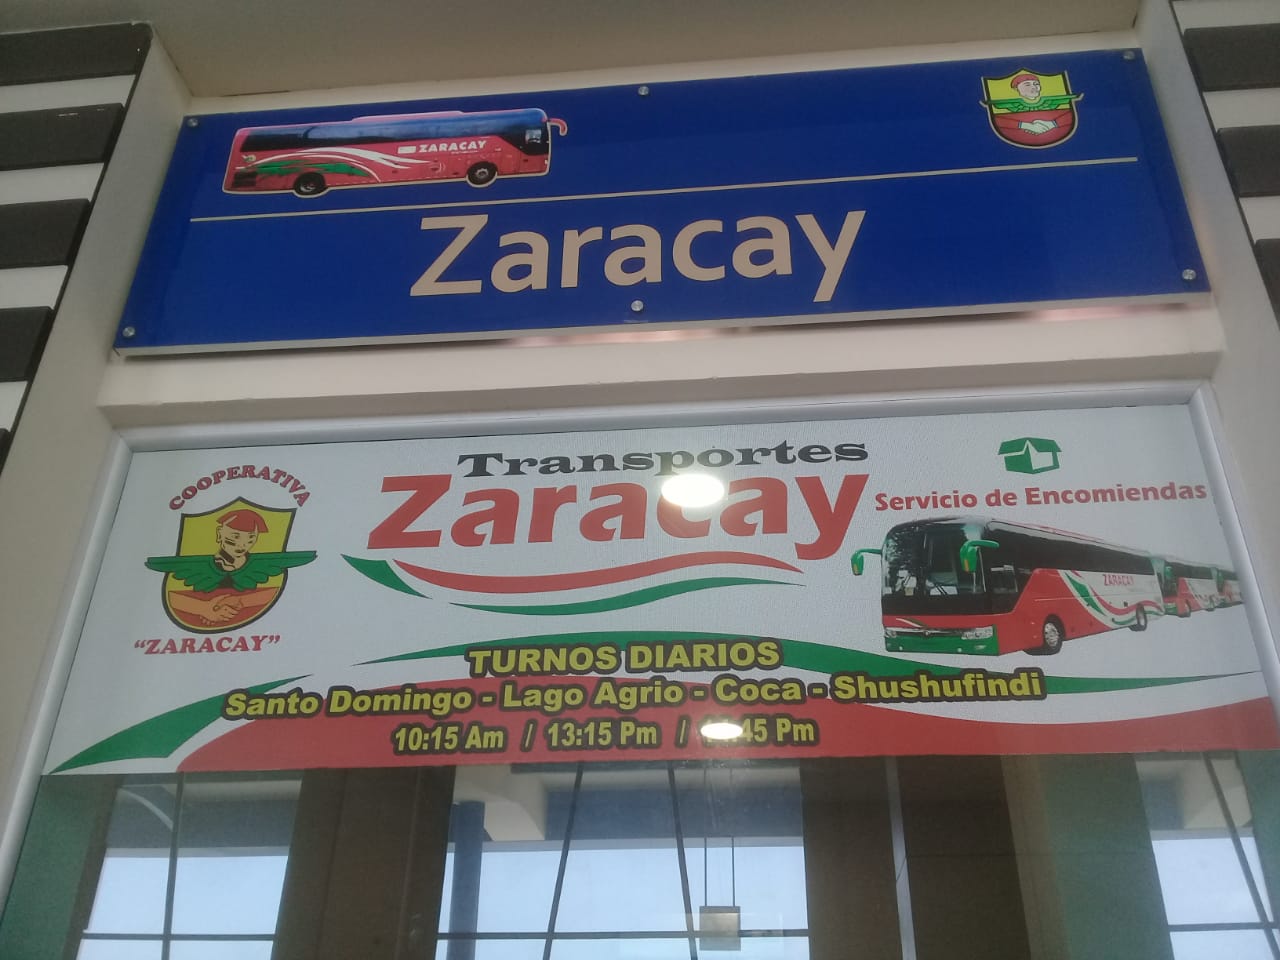 ZARACAY
Zaracay
COOPERATIVA
"ZARACAY"
Transportes
Zaracay
Servicio de Encomiendas
ZARACAY
TURNOS DIARIOS
Santo Domingo - Lago Agrio - Coca - Shushufindi
10:15 Am / 13:15 Pm / Pm